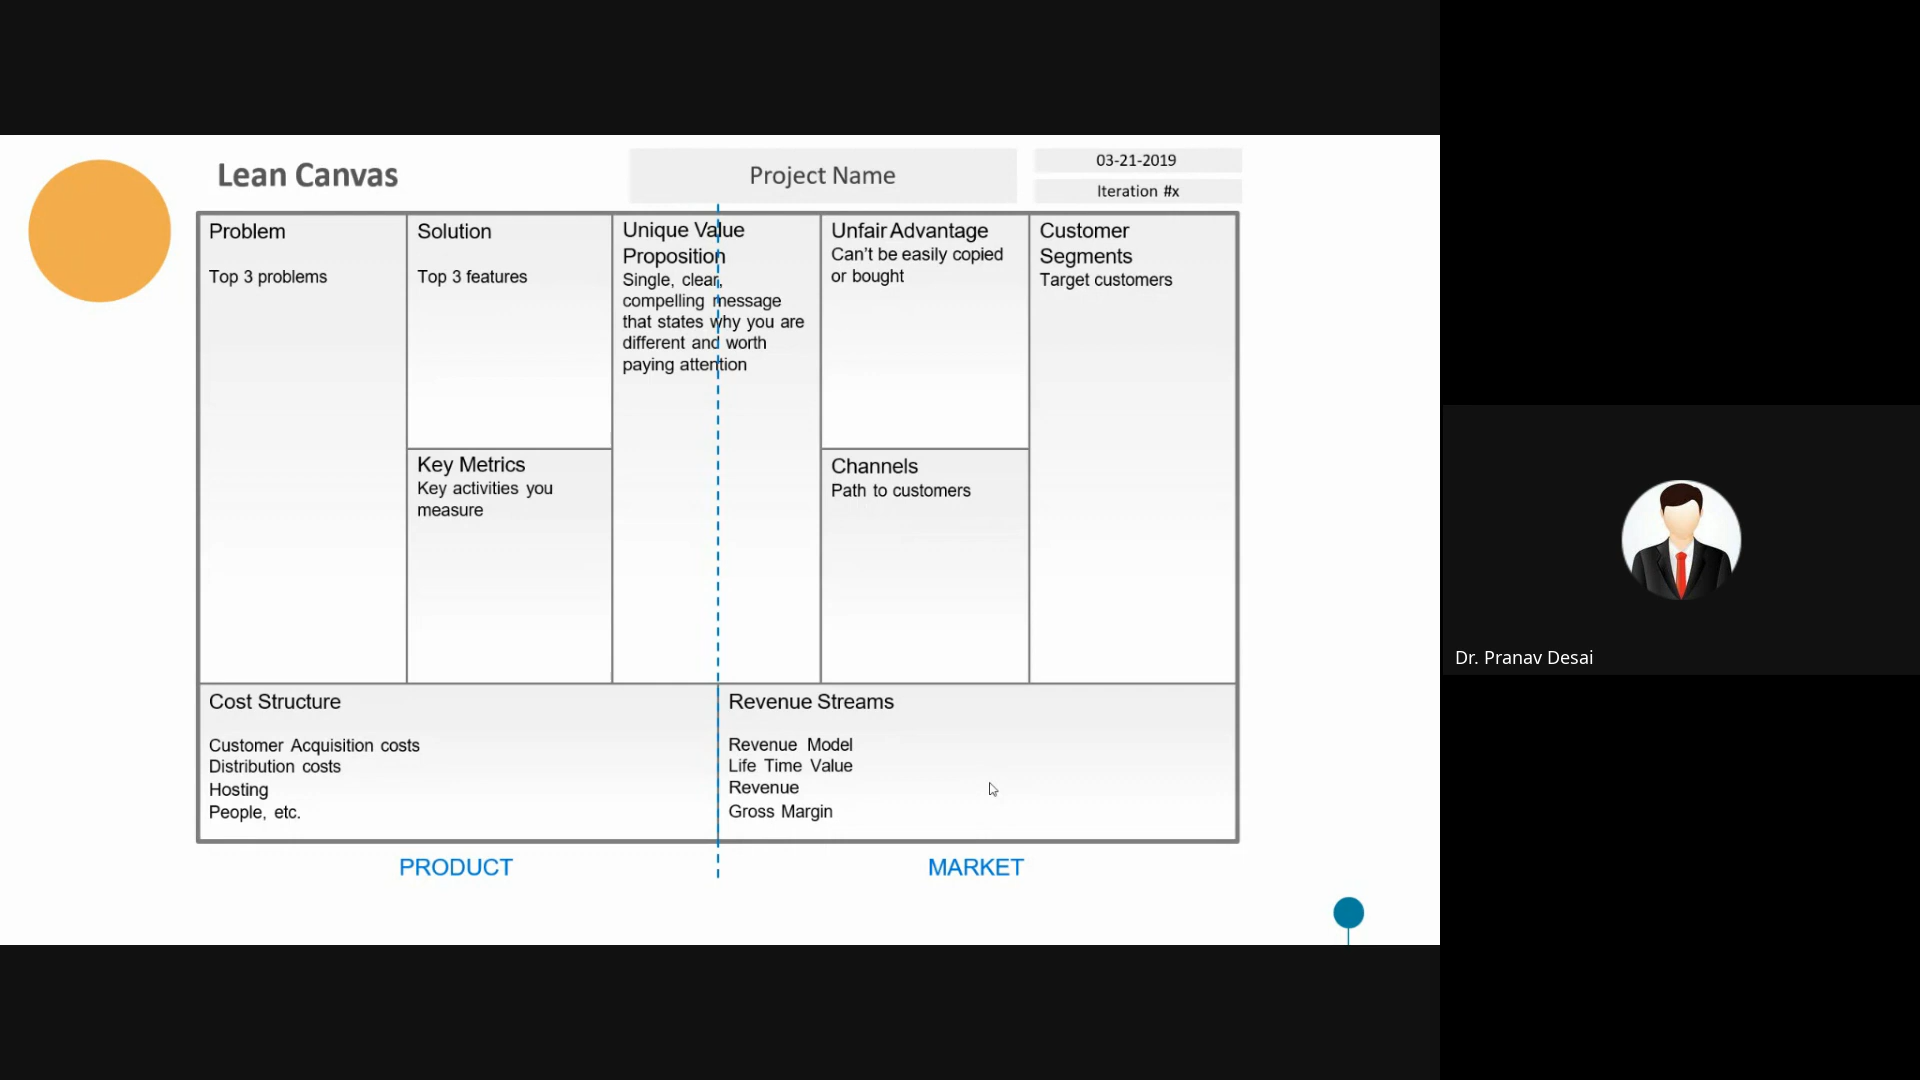 Lean Canvas
Project Name
03-21-2019
Iteration #x
Problem
Top 3 problems
Solution
Top 3 features
Key Metrics
Key activities you
measure
Unique Value
Proposition
Single, clear,
compelling message
that states why you are
different and worth
paying attention
Unfair Advantage
Can't be easily copied
or bought
Channels
Path to customers
Customer
Segments
Target customers
Cost Structure
Customer Acquisition costs
Distribution costs
Hosting
People, etc.
Revenue Streams
Revenue Model
Life Time Value
Revenue
Gross Margin
PRODUCT
MARKET
Dr. Pranav Desai